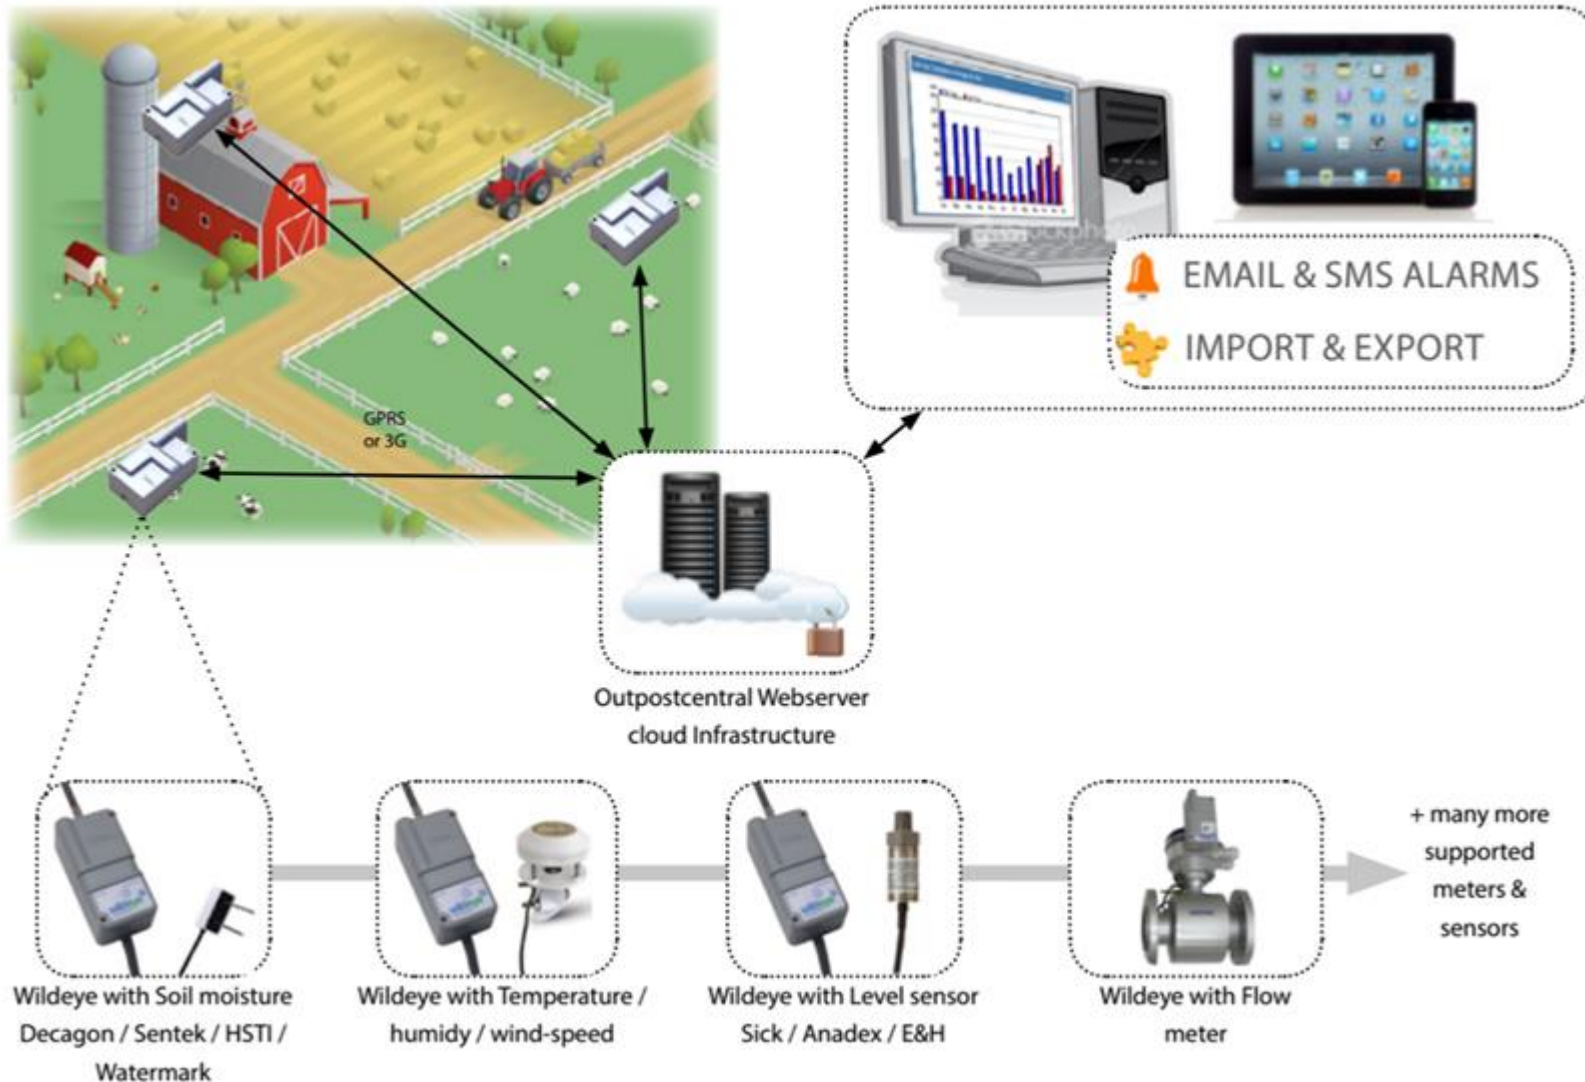 EMAIL & SMS ALARMS
IMPORT & EXPORT
GPRS
or 3G
Outpostcentral Webserver
cloud Infrastructure
+ many more
supported
meters &
sensors
Wildeye with Soil moisture
Decagon / Sentek / HSTI /
Watermark
Wildeye with Temperature /
humidy / wind-speed
Wildeye with Level sensor
Sick / Anadex / E&H
Wildeye with Flow
meter